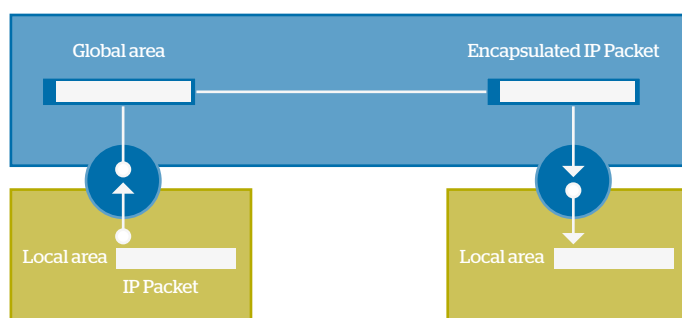 Global area
Encapsulated IP Packet
Local area
IP Packet
Local area